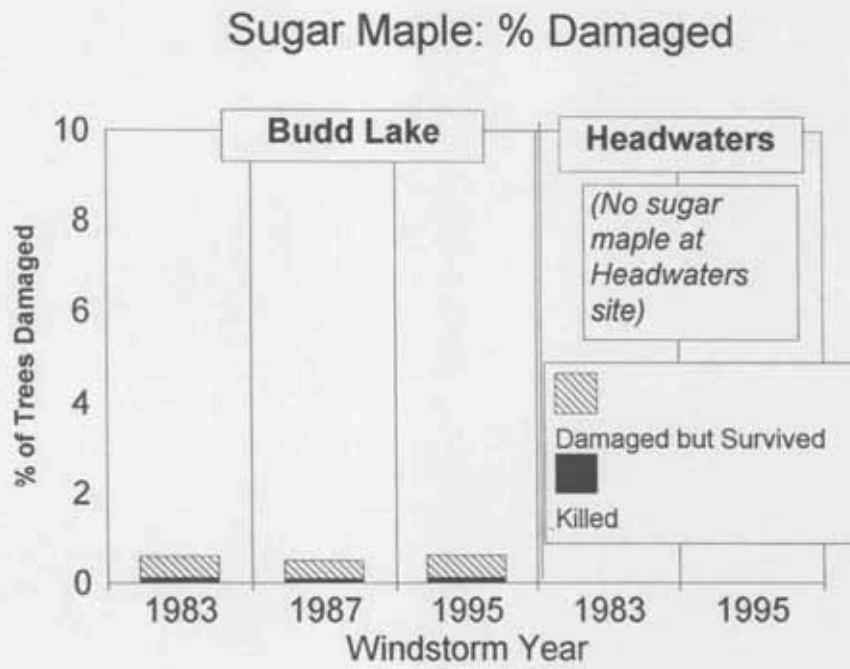 Sugar Maple: % Damaged
Budd Lake
Headwaters
(No sugar
maple at
Headwaters
site)
% of Trees Damaged
10
8
6
4
2
0
Damaged but Survived
Killed
1983 1987 1995 1983 1995
Windstorm Year